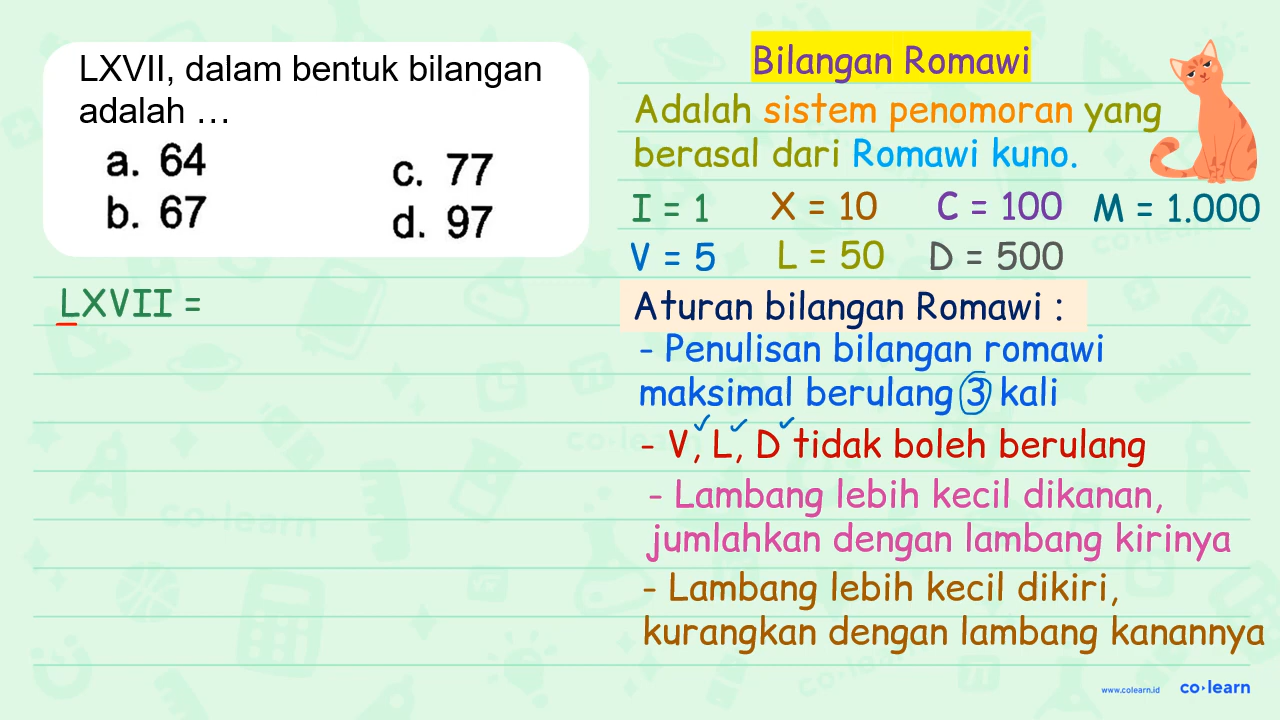 LXVII, dalam bentuk bilangan
adalah ...
a. 64
b. 67
c. 77
d. 97
LXVII =
Bilangan Romawi
Adalah sistem penomoran yang
berasal dari Romawi kuno.
I = 1 X = 10 C = 100 M = 1.000
V = 5 L = 50 D = 500
Aturan bilangan Romawi :
- Penulisan bilangan romawi
maksimal berulang 3 kali
- V, L, D tidak boleh berulang
- Lambang lebih kecil dikanan,
jumlahkan dengan lambang kirinya
- Lambang lebih kecil dikiri,
kurangkan dengan lambang kanannya
www.colearn.id co·learn